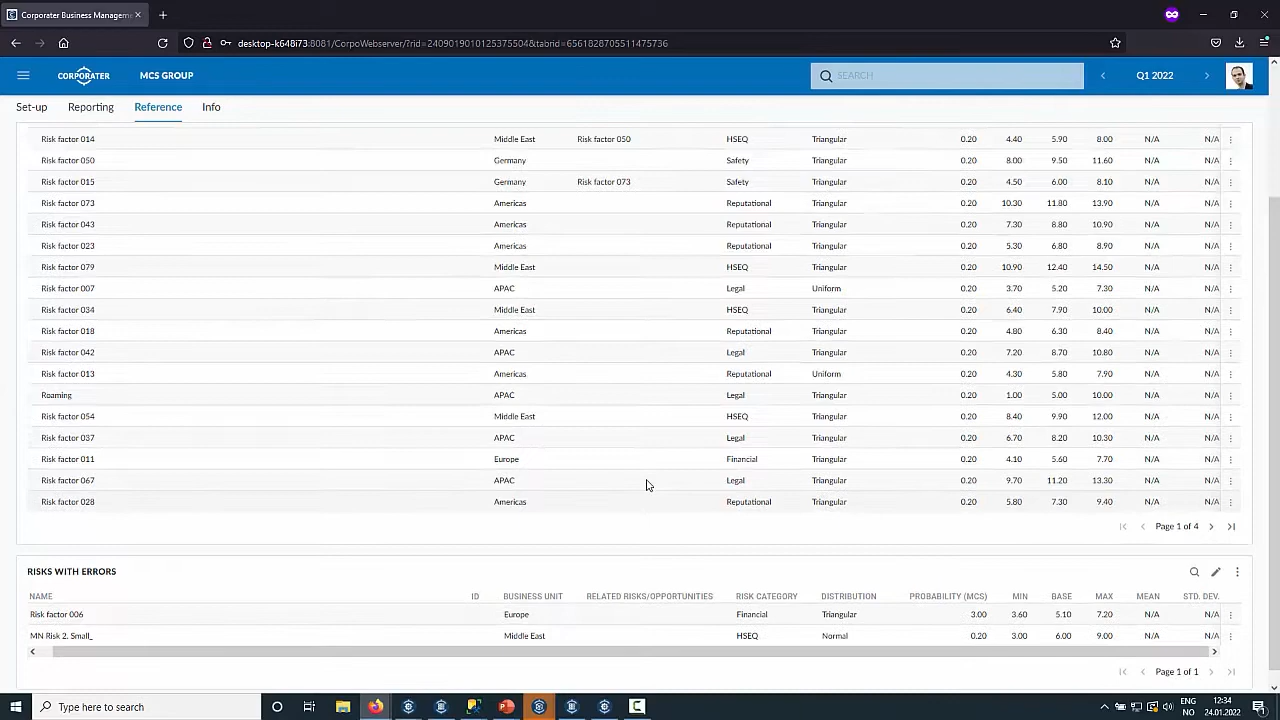 Corporater Business Managem
desktop-k648i73:8081/CorpoWebserver/?rid=2409019010125375504&tabrid=6561828705511475736
CORPORATER MCS GROUP SEARCH Q1 2022
Set-up Reporting Reference Info
Risk factor 014 Middle East Risk factor 050 HSEQ Triangular 0.20 4.40 5.90 8.00 N/A N/A
Risk factor 050 Germany Safety Triangular 0.20 8.00 9.50 11.60 N/A N/A
Risk factor 015 Germany Risk factor 073 Safety Triangular 0.20 4.50 6.00 8.10 N/A N/A
Risk factor 073 Americas Reputational Triangular 0.20 10.30 11.80 13.90 N/A N/A
Risk factor 043 Americas Reputational Triangular 0.20 7.30 8.80 10.90 N/A N/A
Risk factor 023 Americas Reputational Triangular 0.20 5.30 6.80 8.90 N/A N/A
Risk factor 079 Middle East HSEQ Triangular 0.20 10.90 12.40 14.50 N/A N/A
Risk factor 007 APAC Legal Uniform 0.20 3.70 5.20 7.30 N/A N/A
Risk factor 034 Middle East HSEQ Triangular 0.20 6.40 7.90 10.00 N/A N/A
Risk factor 018 Americas Reputational Triangular 0.20 4.80 6.30 8.40 N/A N/A
Risk factor 042 APAC Legal Triangular 0.20 7.20 8.70 10.80 N/A N/A
Risk factor 013 Americas Reputational Uniform 0.20 4.30 5.80 7.90 N/A N/A
Roaming APAC Legal Triangular 0.20 1.00 5.00 10.00 N/A N/A
Risk factor 054 Middle East HSEQ Triangular 0.20 8.40 9.90 12.00 N/A N/A
Risk factor 037 APAC Legal Triangular 0.20 6.70 8.20 10.30 N/A N/A
Risk factor 011 Europe Financial Triangular 0.20 4.10 5.60 7.70 N/A N/A
Risk factor 067 APAC Legal Triangular 0.20 9.70 11.20 13.30 N/A N/A
Risk factor 028 Americas Reputational Triangular 0.20 5.80 7.30 9.40 N/A N/A
Page 1 of 4
RISKS WITH ERRORS
NAME ID BUSINESS UNIT RELATED RISKS/OPPORTUNITIES RISK CATEGORY DISTRIBUTION PROBABILITY (MCS) MIN BASE MAX MEAN STD. DEV.
Risk factor 006 Europe Financial Triangular 3.00 3.60 5.10 7.20 N/A N/A
MN Risk 2. Small_ Middle East HSEQ Normal 0.20 3.00 6.00 9.00 N/A N/A
Page 1 of 1
Type here to search ENG 12:34
NO 24.01.2022